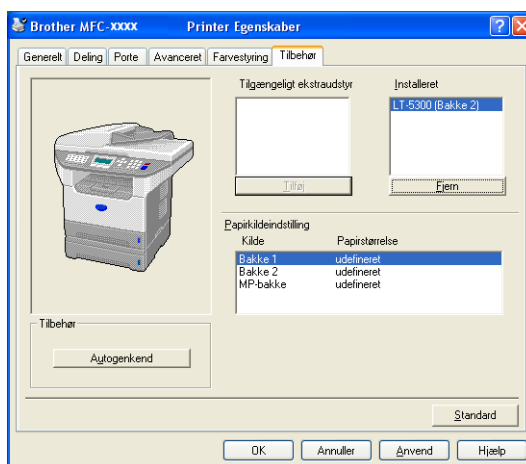 Brother MFC-xxxx Printer Egenskaber
Generelt Deling Porte Avanceret Farvestyring Tilbehør
Tilgængeligt ekstraudstyr Installeret
LT-5300 (Bakke 2)
Tilføj Fjern
Papirkildeindstilling
Kilde Papirstørrelse
Bakke 1 udefineret
Bakke 2 udefineret
MP-bakke udefineret
Tilbehør
Autogenkend
Standard
OK Annuller Anvend Hjælp